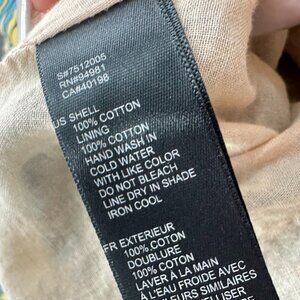 S#7512005
RN#94981
CA#40198
US SHELL
100% COTTON
LINING
100% COTTON
HAND WASH IN
COLD WATER
WITH LIKE COLOR
DO NOT BLEACH
LINE DRY IN SHADE
IRON COOL
FR EXTERIEUR
100% COTON
DOUBLURE
100% COTON
LAVER À LA MAIN
À L'EAU FROIDE AVEC